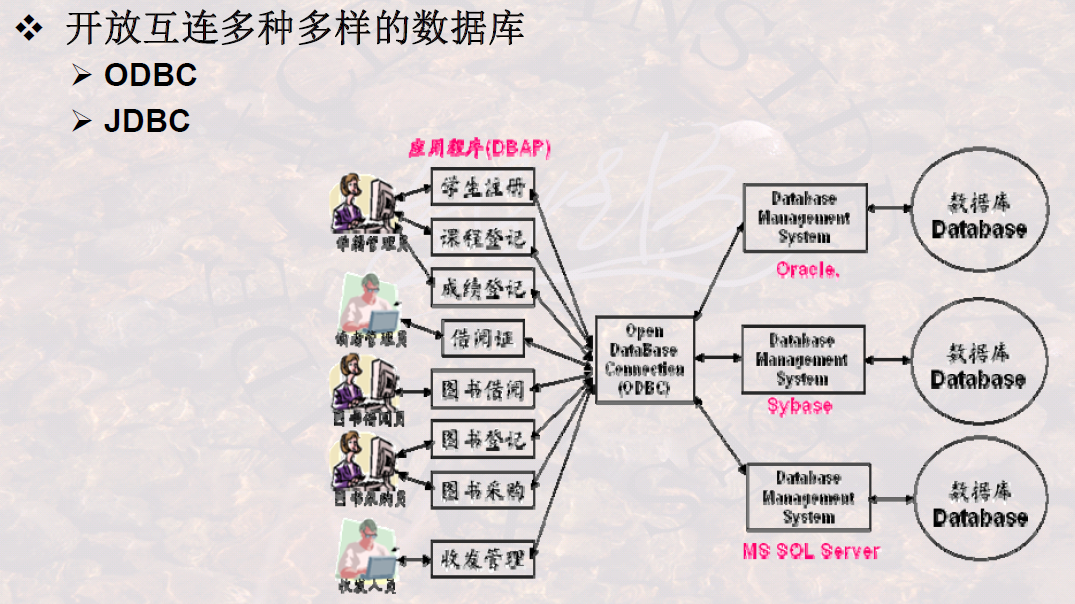 开放互连多种多样的数据库
ODBC
JDBC
应用程序(DBAP)
学生注册
课程登记
学籍管理员
成绩登记
借阅证
读者管理员
图书借阅
图书借阅员
图书登记
图书采购
图书采购员
收发管理
收发人员
Open
DataBase
Connection
(ODBC)
Database
Management
System
Oracle.
数据库
Database
Database
Management
System
Sybase
数据库
Database
Database
Management
System
MS SQL Server
数据库
Database